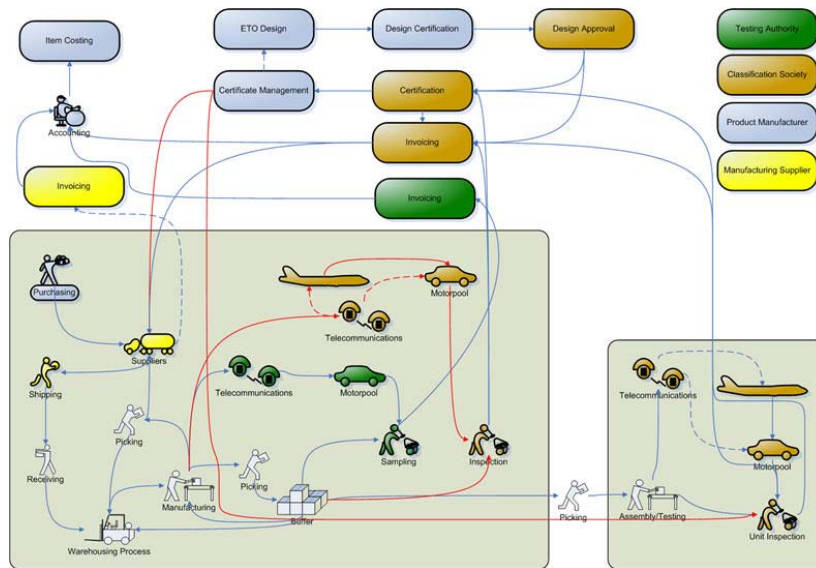 Item Costing
ETO Design
Design Certification
Design Approval
Testing Authority
Certificate Management
Certification
Classification Society
Accounting
Invoicing
Product Manufacturer
Invoicing
Invoicing
Manufacturing Supplier
Purchasing
Motorpool
Telecommunications
Suppliers
Shipping
Telecommunications
Motorpool
Telecommunications
Picking
Sampling
Inspection
Motorpool
Receiving
Picking
Manufacturing
Buffer
Picking
Assembly/Testing
Unit Inspection
Warehousing Process